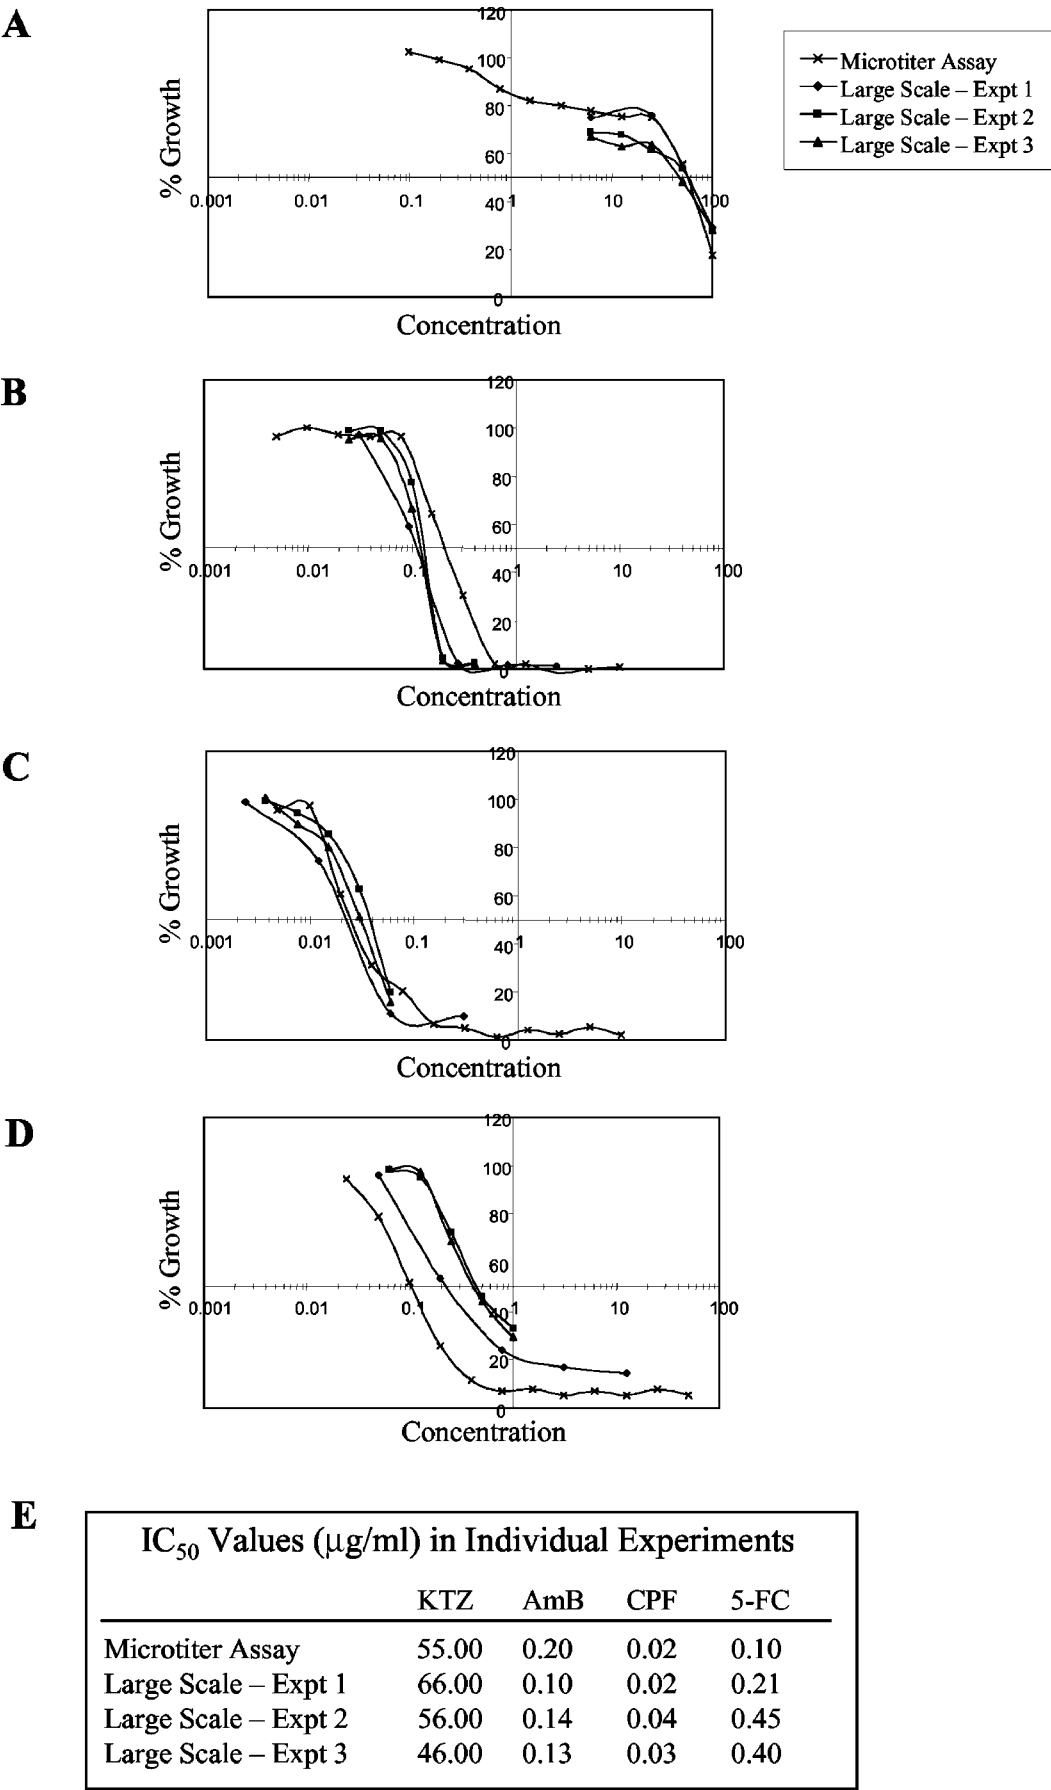 A
120
100
80
60
40
20
0
% Growth
0.001 0.01 0.1 1 10 100
Concentration
Microtiter Assay
Large Scale – Expt 1
Large Scale – Expt 2
Large Scale – Expt 3
B
120
100
80
60
40
20
0
% Growth
0.001 0.01 0.1 1 10 100
Concentration
C
120
100
80
60
40
20
0
% Growth
0.001 0.01 0.1 1 10 100
Concentration
D
120
100
80
60
40
20
0
% Growth
0.001 0.01 0.1 1 10 100
Concentration
E
IC50 Values (μg/ml) in Individual Experiments
KTZ AmB CPF 5-FC
Microtiter Assay 55.00 0.20 0.02 0.10
Large Scale – Expt 1 66.00 0.10 0.02 0.21
Large Scale – Expt 2 56.00 0.14 0.04 0.45
Large Scale – Expt 3 46.00 0.13 0.03 0.40